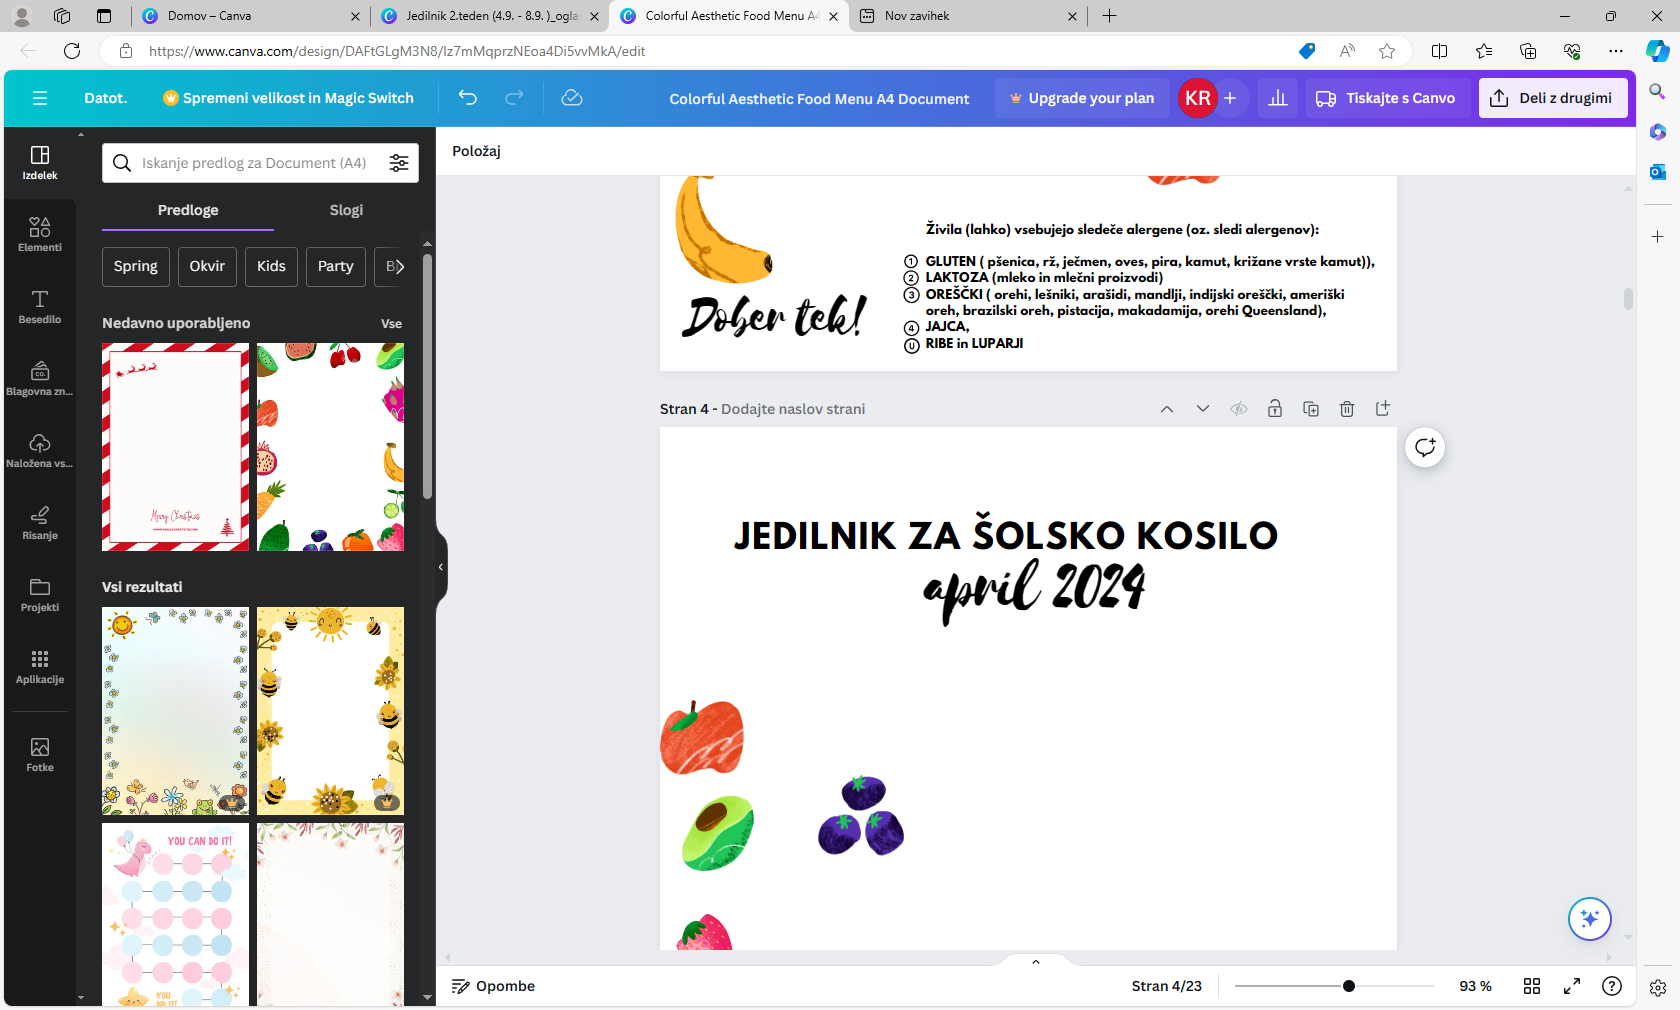 Domov – Canva
Jedilnik 2.teden (4.9. - 8.9. )_ogla
Colorful Aesthetic Food Menu A4
Nov zavihek
https://www.canva.com/design/DAFtGLgM3N8/Iz7mMqprzNEoa4Di5vvMkA/edit
Datot.
Spremeni velikost in Magic Switch
Colorful Aesthetic Food Menu A4 Document
Upgrade your plan
KR
Tiskajte s Canvo
Deli z drugimi
Izdelek
Elementi
Besedilo
Blagovna zn...
Naložena vs...
Risanje
Projekti
Aplikacije
Fotke
Iskanje predlog za Document (A4)
Predloge
Slogi
Spring
Okvir
Kids
Party
B
Nedavno uporabljeno
Vse
Merry Christmas
Vsi rezultati
YOU CAN DO IT!
YOU
DID IT!
Položaj
Živila (lahko) vsebujejo sledeče alergene (oz. sledi alergenov):
1 GLUTEN ( pšenica, rž, ječmen, oves, pira, kamut, križane vrste kamut)),
2 LAKTOZA (mleko in mlečni proizvodi)
3 OREŠČKI ( orehi, lešniki, arašidi, mandlji, indijski oreščki, ameriški
oreh, brazilski oreh, pistacija, makadamija, orehi Queensland),
4 JAJCA,
U RIBE in LUPARJI
Dober tek!
Stran 4 - Dodajte naslov strani
JEDILNIK ZA ŠOLSKO KOSILO
april 2024
Opombe
Stran 4/23
93 %